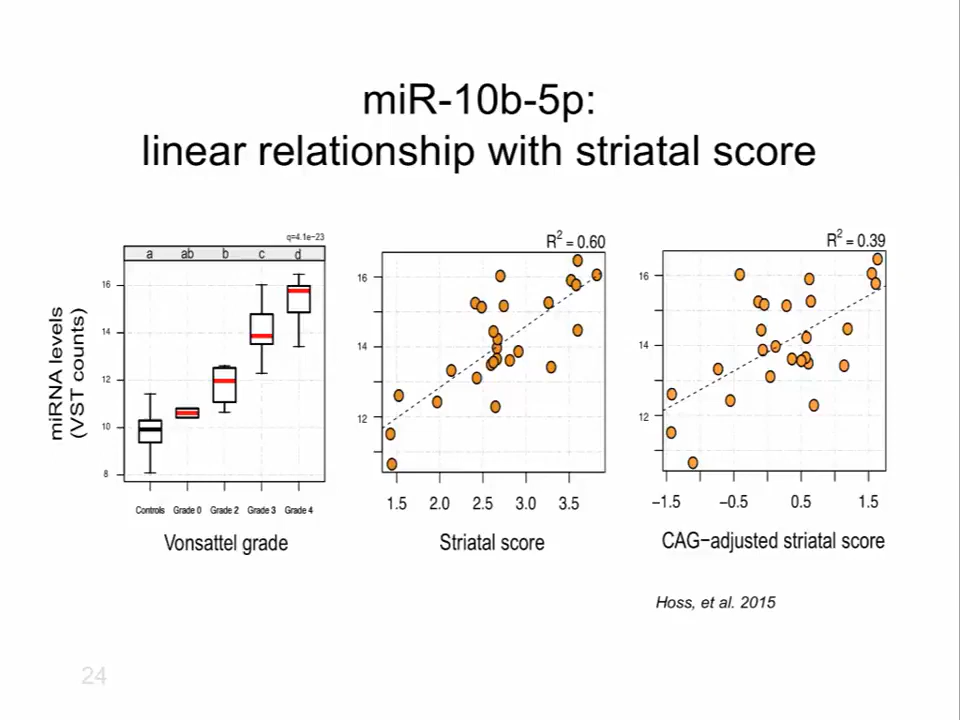 miR-10b-5p:
linear relationship with striatal score
q=4.1e−23
a ab b c d
16
14
12
10
8
miRNA levels
(VST counts)
Controls Grade 0 Grade 2 Grade 3 Grade 4
Vonsattel grade
R2 = 0.60
16
14
12
1.5 2.0 2.5 3.0 3.5
Striatal score
R2 = 0.39
16
14
12
−1.5 −0.5 0.5 1.5
CAG−adjusted striatal score
Hoss, et al. 2015
24